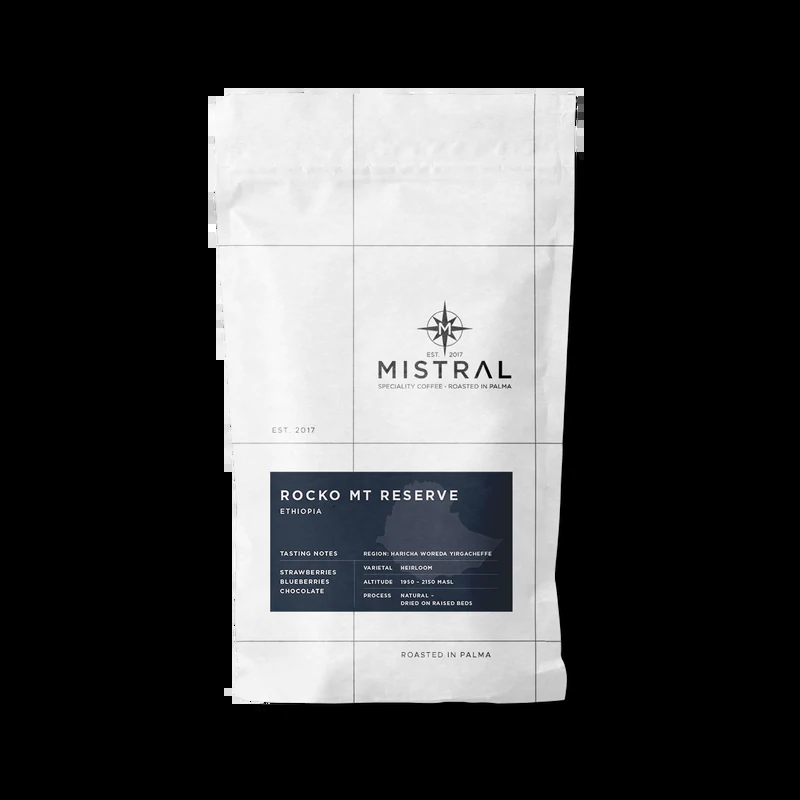 M
EST. 2017
MISTRAL
SPECIALITY COFFEE - ROASTED IN PALMA
EST. 2017
ROCKO MT RESERVE
ETHIOPIA
TASTING NOTES
STRAWBERRIES
BLUEBERRIES
CHOCOLATE
REGION: HARICHA WOREDA YIRGACHEFFE
VARIETAL HEIRLOOM
ALTITUDE 1950 - 2150 MASL
PROCESS NATURAL -
DRIED ON RAISED BEDS
ROASTED IN PALMA